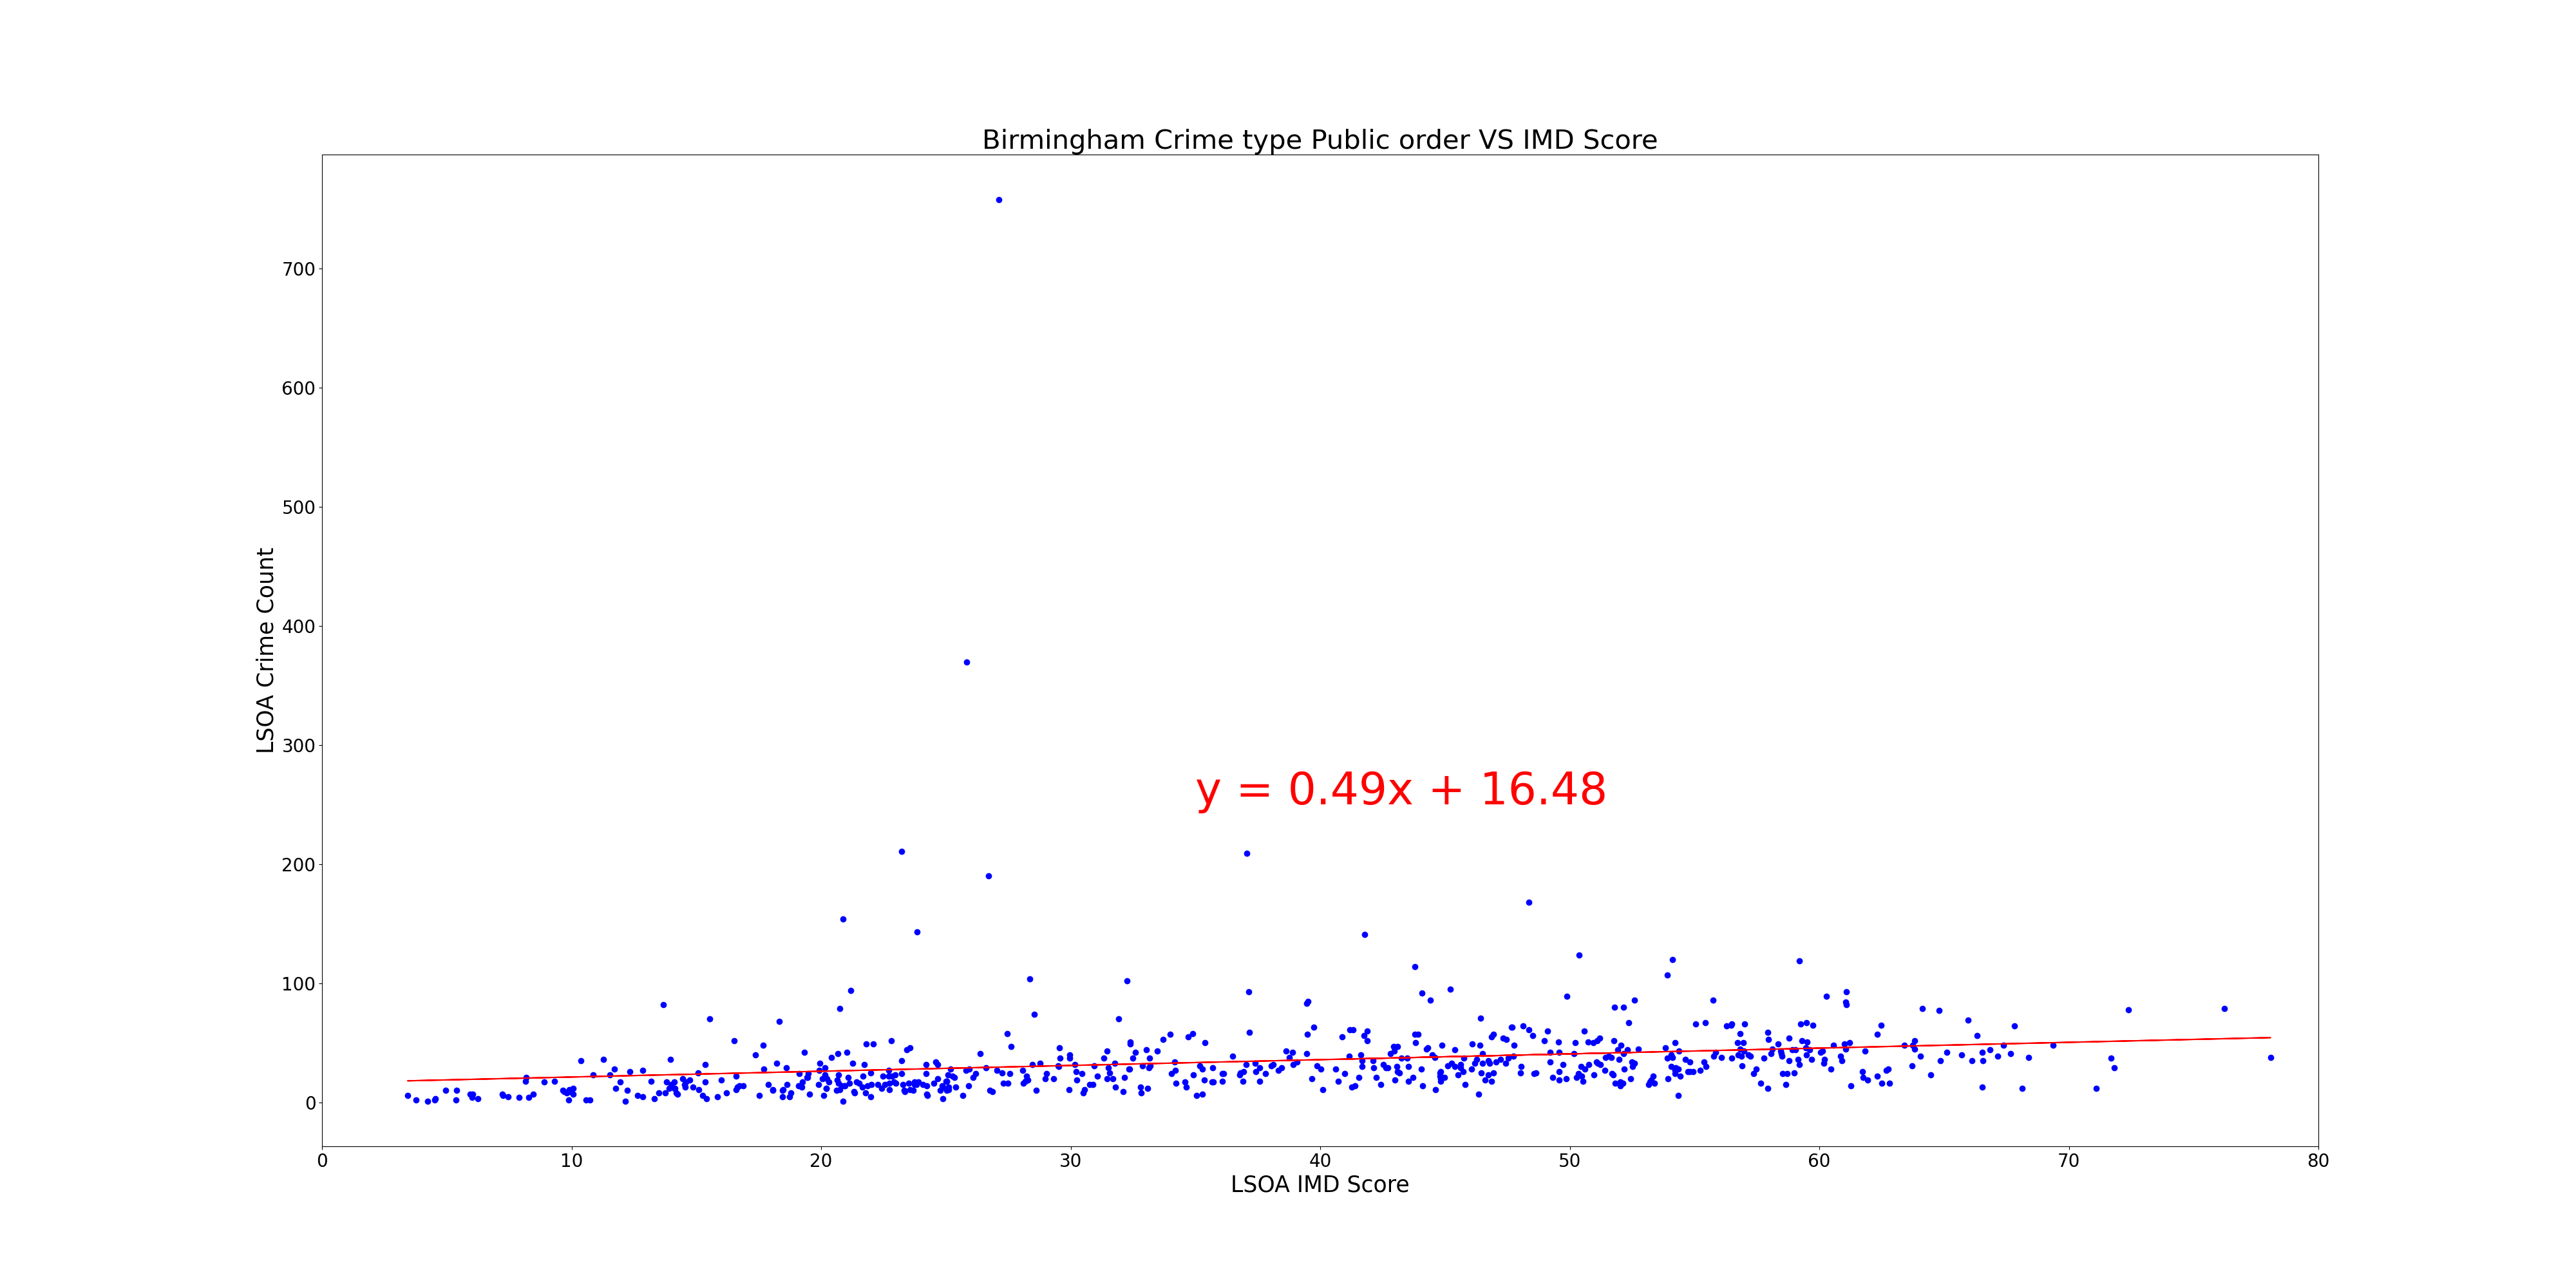 Birmingham Crime type Public order VS IMD Score
700
600
500
400
300
200
100
0
LSOA Crime Count
y = 0.49x + 16.48
0 10 20 30 40 50 60 70 80
LSOA IMD Score